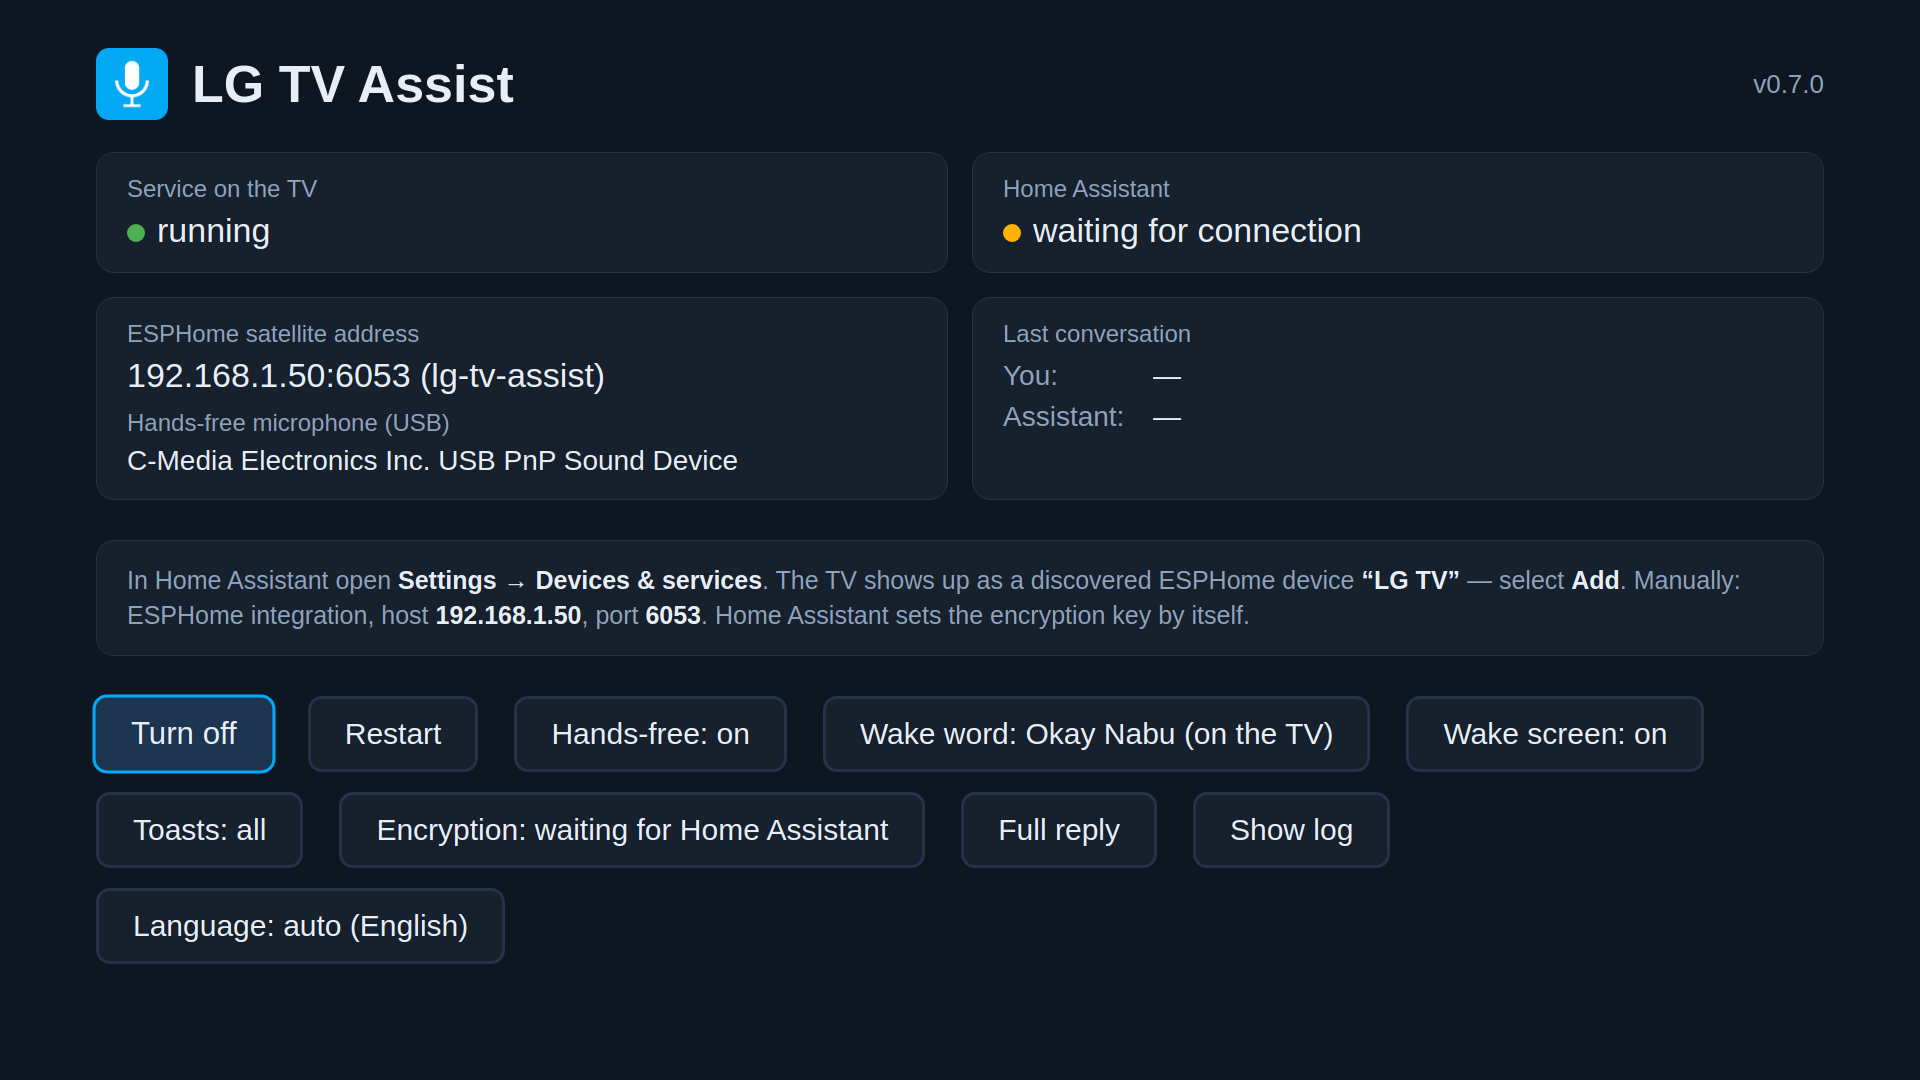 LG TV Assist
v0.7.0
Service on the TV
running
Home Assistant
waiting for connection
ESPHome satellite address
192.168.1.50:6053 (lg-tv-assist)
Hands-free microphone (USB)
C-Media Electronics Inc. USB PnP Sound Device
Last conversation
You: —
Assistant: —
In Home Assistant open Settings → Devices & services. The TV shows up as a discovered ESPHome device “LG TV” — select Add. Manually:
ESPHome integration, host 192.168.1.50, port 6053. Home Assistant sets the encryption key by itself.
Turn off
Restart
Hands-free: on
Wake word: Okay Nabu (on the TV)
Wake screen: on
Toasts: all
Encryption: waiting for Home Assistant
Full reply
Show log
Language: auto (English)